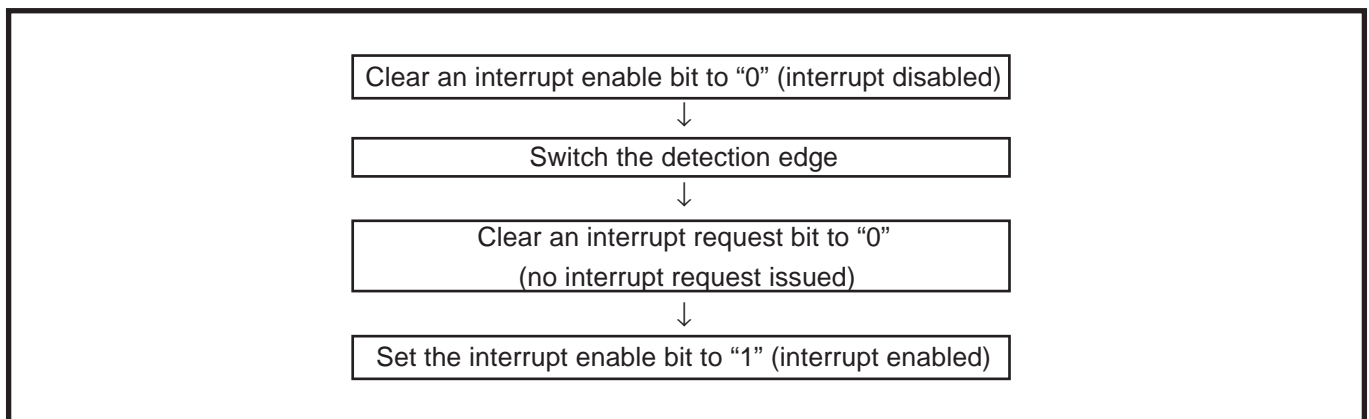 Clear an interrupt enable bit to “0” (interrupt disabled)
↓
Switch the detection edge
↓
Clear an interrupt request bit to “0”
(no interrupt request issued)
↓
Set the interrupt enable bit to “1” (interrupt enabled)